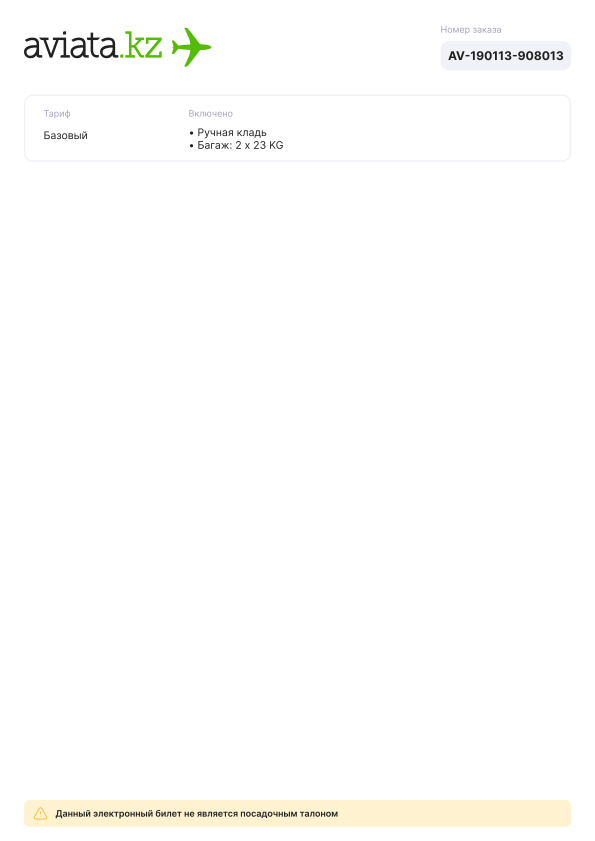 aviata.kz
Номер заказа
AV-190113-908013
Тариф
Включено
Базовый
• Ручная кладь
• Багаж: 2 x 23 KG
Данный электронный билет не является посадочным талоном